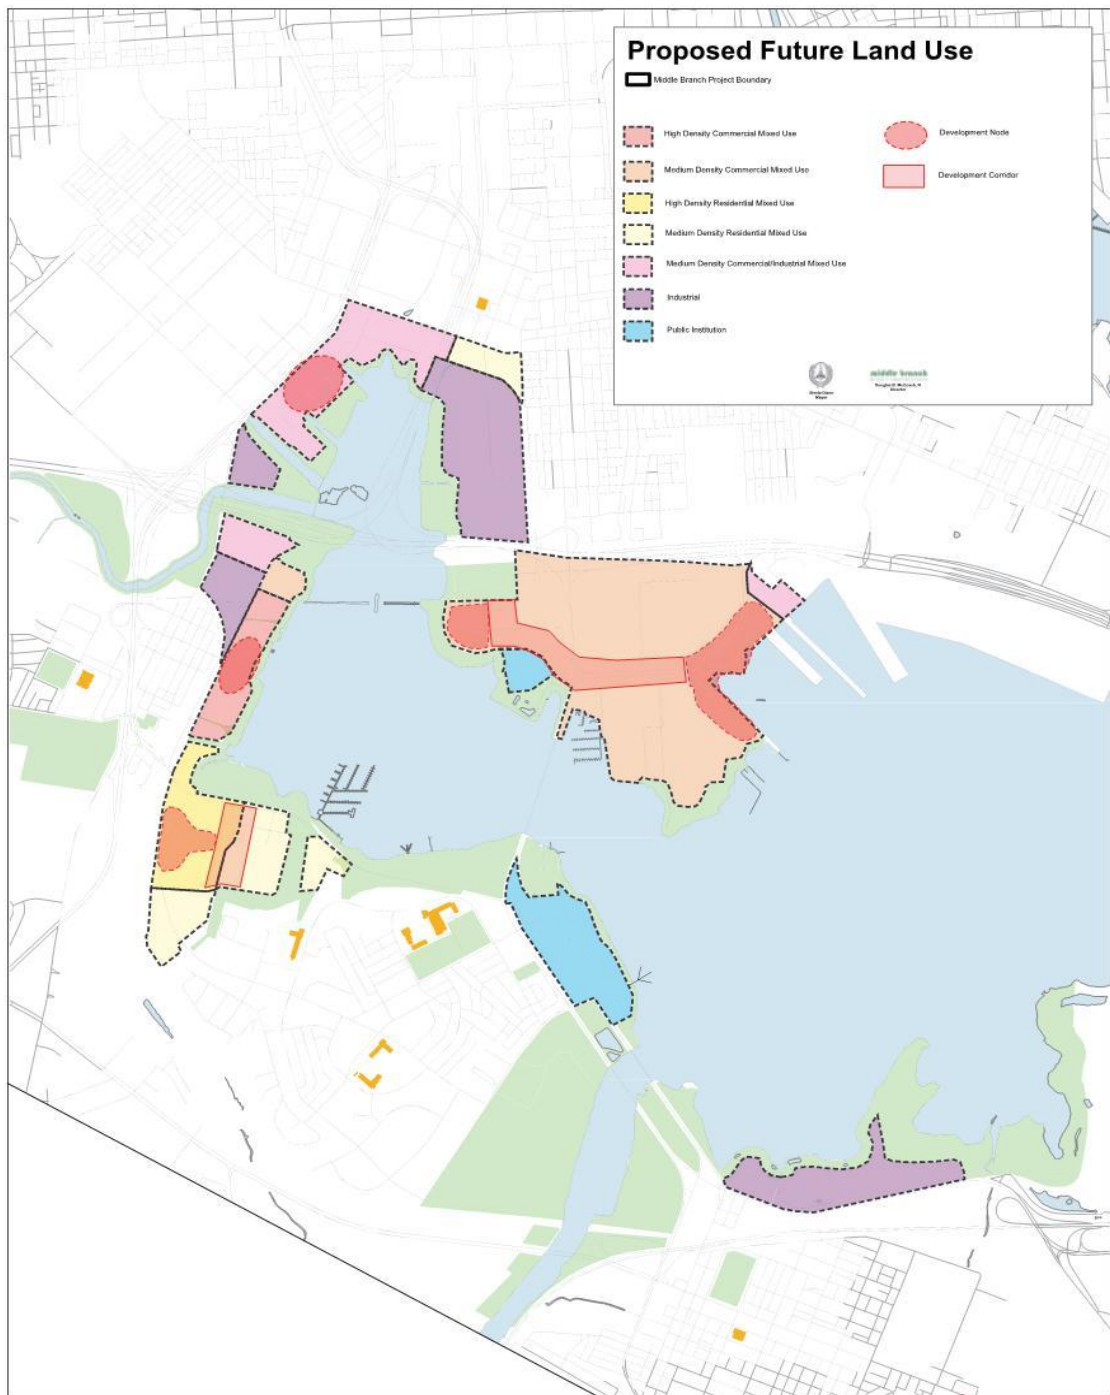 Proposed Future Land Use
Middle Branch Project Boundary
High Density Commercial Mixed Use
Development Node
Medium Density Commercial Mixed Use
Development Corridor
High Density Residential Mixed Use
Medium Density Residential Mixed Use
Medium Density Commercial/Industrial Mixed Use
Industrial
Public Institution
middle branch
Mayor
Director